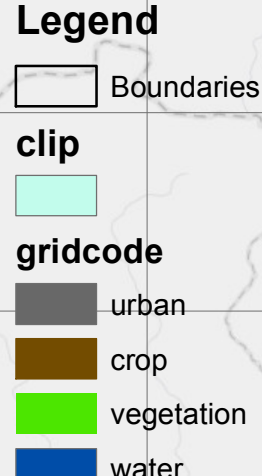 Legend
Boundaries
clip
gridcode
urban
crop
vegetation
water